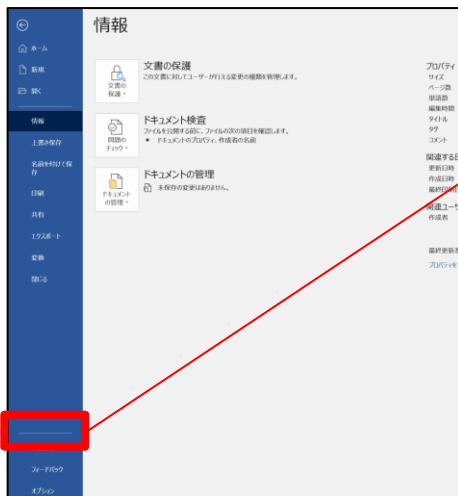 情報
ホーム
新規
開く
情報
上書き保存
名前を付けて保
存
印刷
共有
エクスポート
変換
閉じる
フィードバック
オプション
文書の
保護
文書の保護
この文書に対してユーザーが行える変更の種類を管理します。
問題の
チェック
ドキュメント検査
ファイルを公開する前に、ファイルの次の項目を確認します。
■ ドキュメントのプロパティ、作成者の名前
ドキュメント
の管理
ドキュメントの管理
未保存の変更はありません。
プロパティ
サイズ
ページ数
単語数
編集時間
タイトル
タグ
コメント
関連する日
更新日時
作成日時
最終印刷日
関連ユーザ
作成者
最終更新者
プロパティを